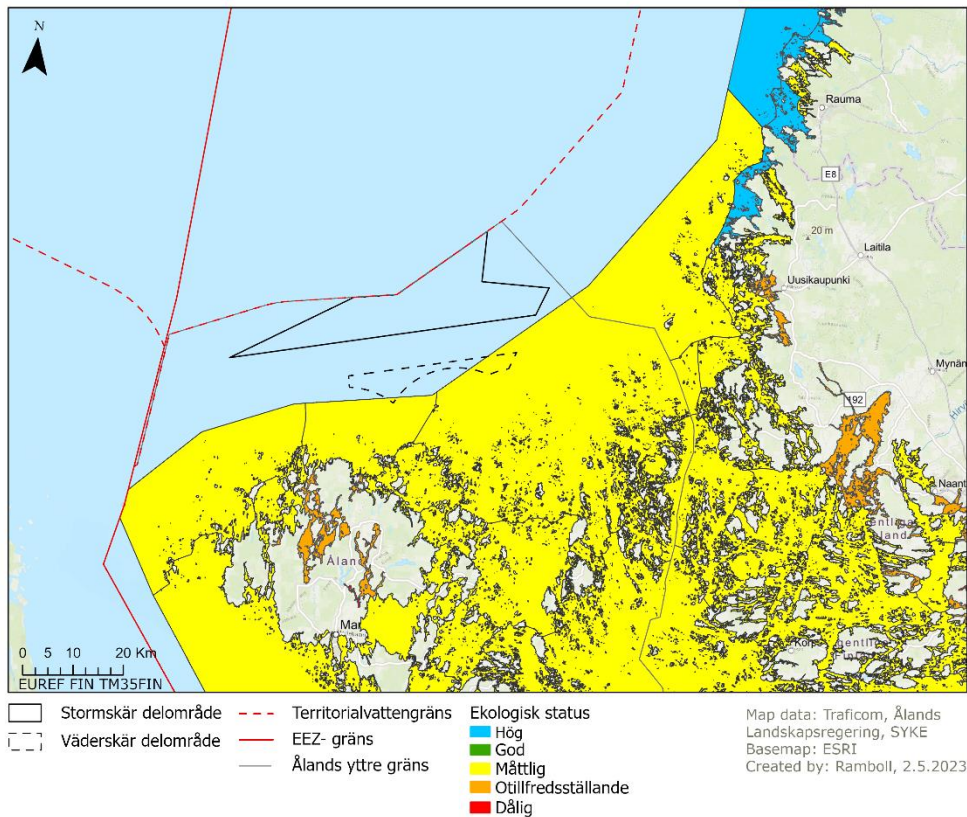 N
Rauma
E8
20 m
Laitila
Uusikaupunki
Mynäm
192
Naant
Åland
Mar
0 5 10 20 Km
EUREF FIN TM35FIN
Stormskär delområde
Väderskär delområde
Territorialvattengräns
EEZ- gräns
Ålands yttre gräns
Ekologisk status
Hög
God
Måttlig
Otillfredsställande
Dålig
Map data: Traficom, Ålands
Landskapsregering, SYKE
Basemap: ESRI
Created by: Ramboll, 2.5.2023